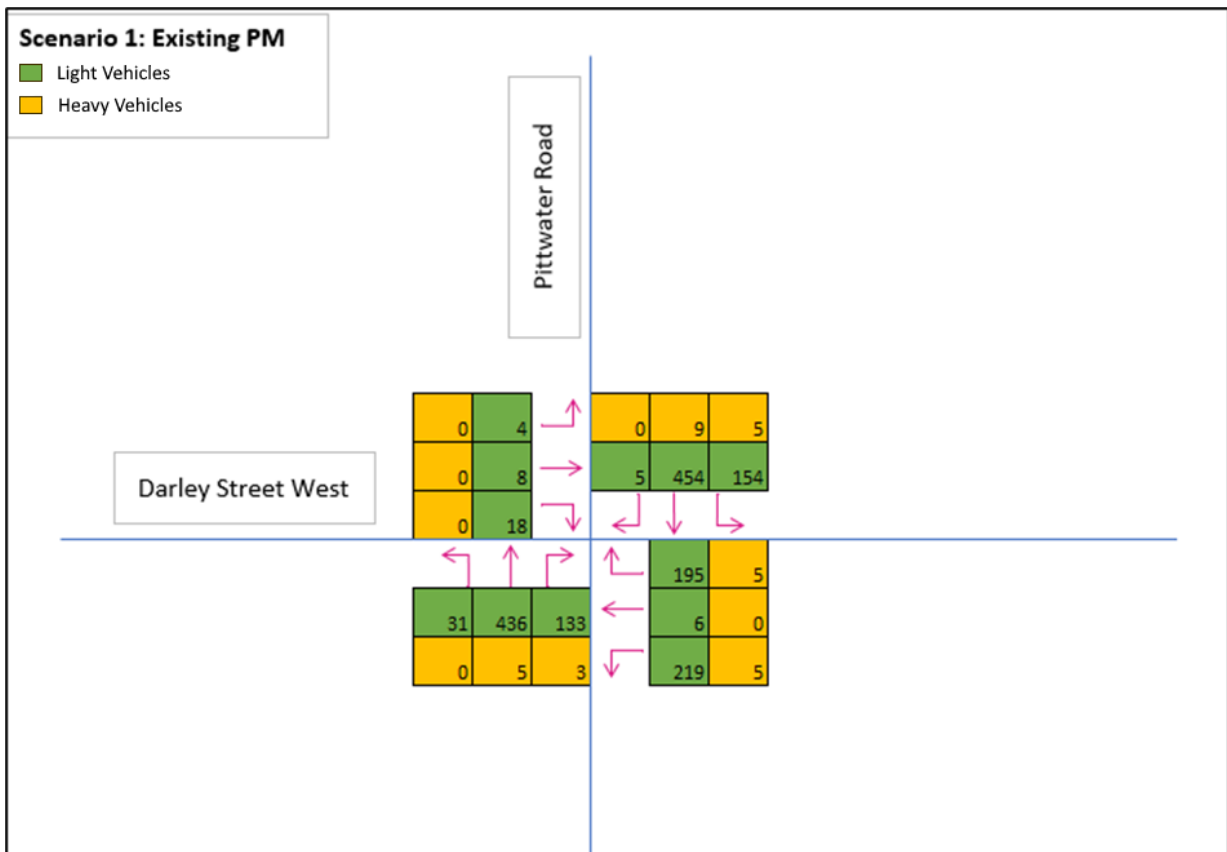 Scenario 1: Existing PM
Light Vehicles
Heavy Vehicles
Pittwater Road
Darley Street West
0 4
0 8
0 18
0 9 5
5 454 154
31 436 133
0 5 3
195 5
6 0
219 5